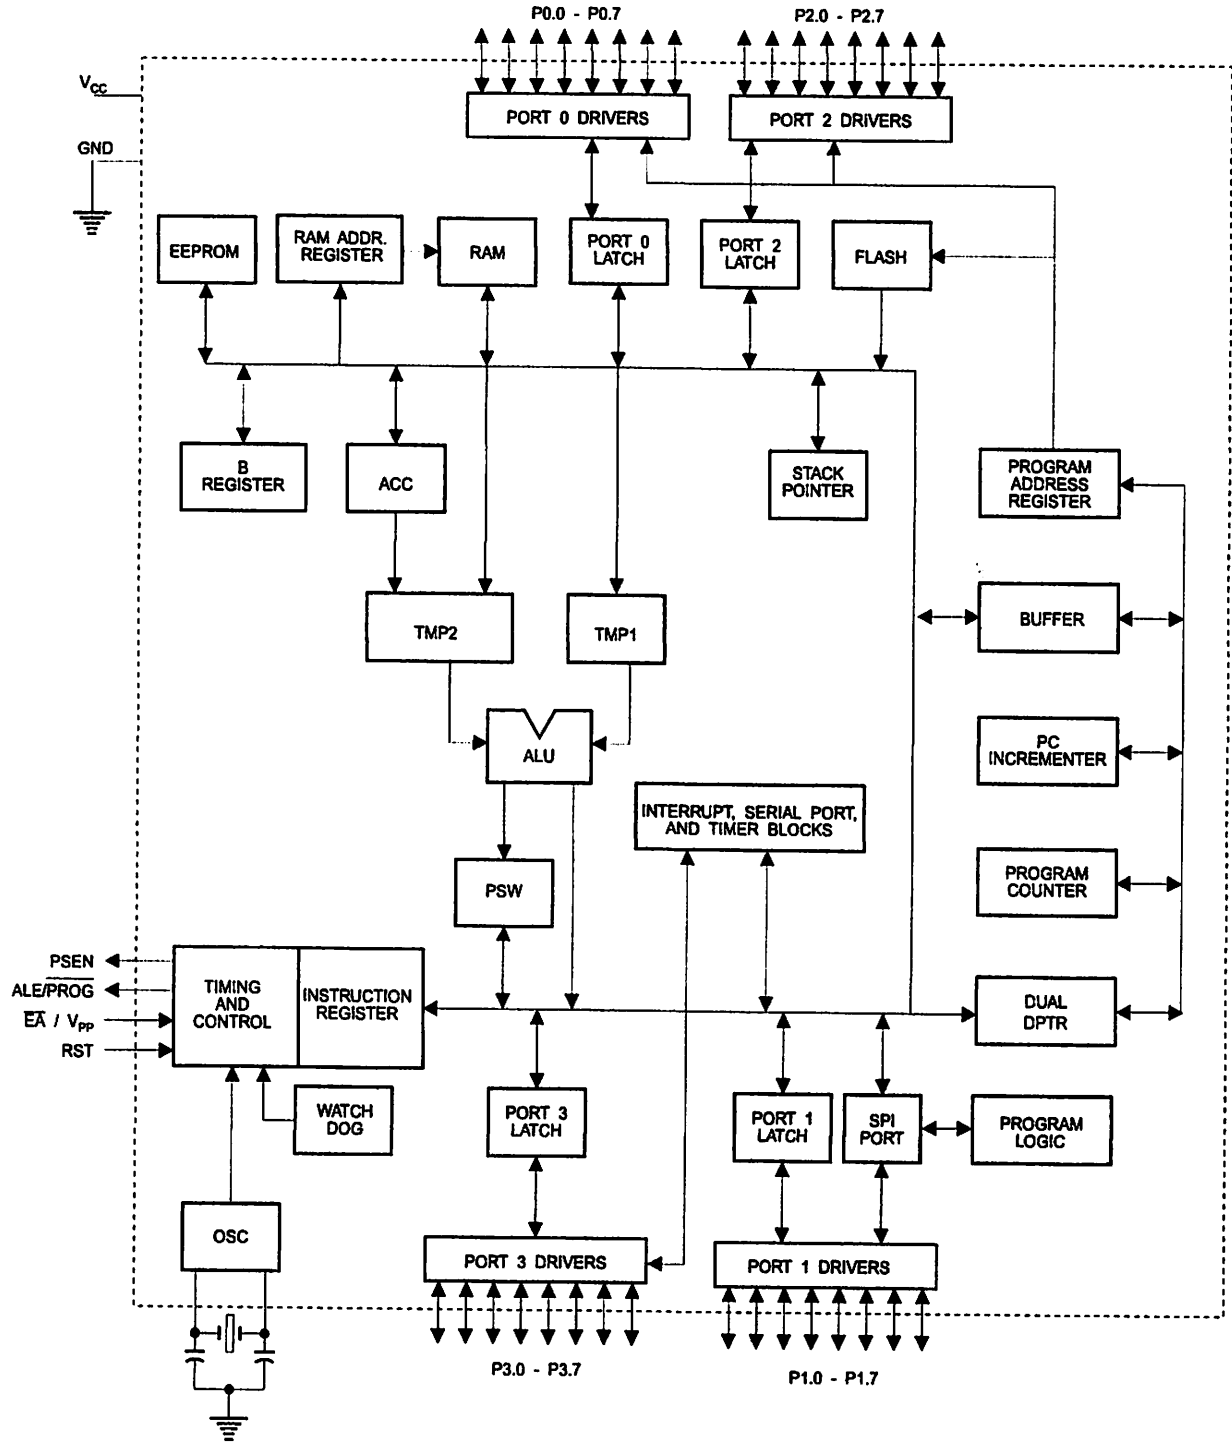 P0.0 - P0.7
P2.0 - P2.7
VCC
PORT 0 DRIVERS
PORT 2 DRIVERS
GND
EEPROM
RAM ADDR.
REGISTER
RAM
PORT 0
LATCH
PORT 2
LATCH
FLASH
B
REGISTER
ACC
STACK
POINTER
PROGRAM
ADDRESS
REGISTER
TMP2
TMP1
BUFFER
ALU
PC
INCREMENTER
INTERRUPT, SERIAL PORT,
AND TIMER BLOCKS
PSW
PROGRAM
COUNTER
PSEN
ALE/PROG
EA / VPP
RST
TIMING
AND
CONTROL
INSTRUCTION
REGISTER
DUAL
DPTR
WATCH
DOG
PORT 3
LATCH
PORT 1
LATCH
SPI
PORT
PROGRAM
LOGIC
OSC
PORT 3 DRIVERS
PORT 1 DRIVERS
P3.0 - P3.7
P1.0 - P1.7